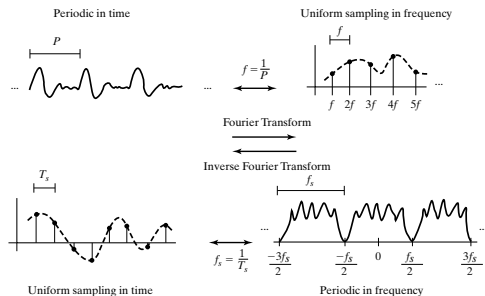 Periodic in time
Uniform sampling in frequency
P
f
... ...
f = 1/P
...
f 2f 3f 4f 5f
Fourier Transform
Inverse Fourier Transform
T_s
f_s
... ...
f_s = 1/T_s
-3f_s/2 -f_s/2 0 f_s/2 3f_s/2
Uniform sampling in time
Periodic in frequency